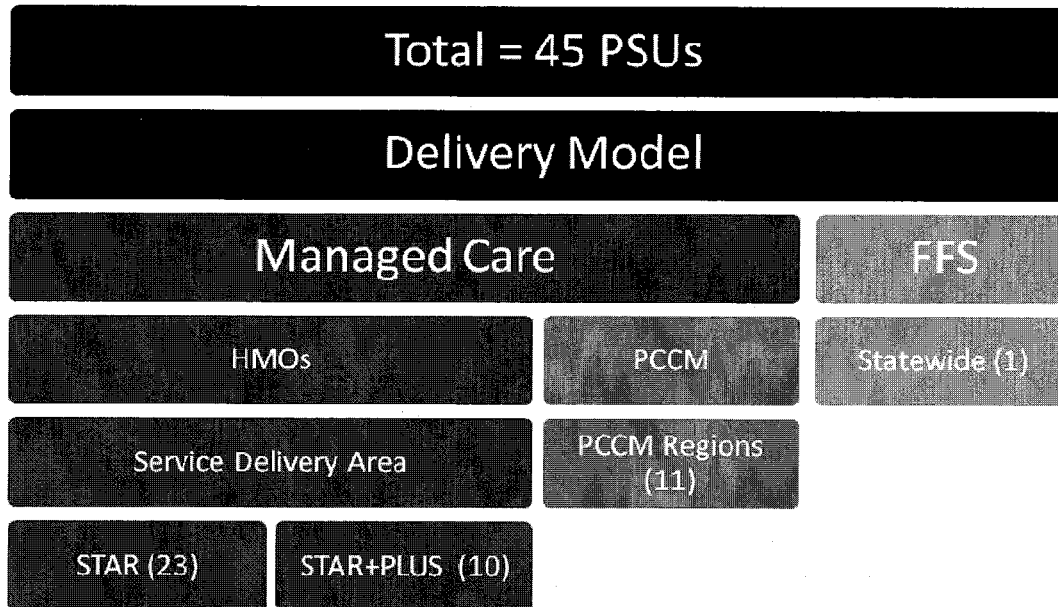 Total = 45 PSUs
Delivery Model
Managed Care
FFS
HMOs
PCCM
Statewide (1)
Service Delivery Area
PCCM Regions
(11)
STAR (23)
STAR+PLUS (10)